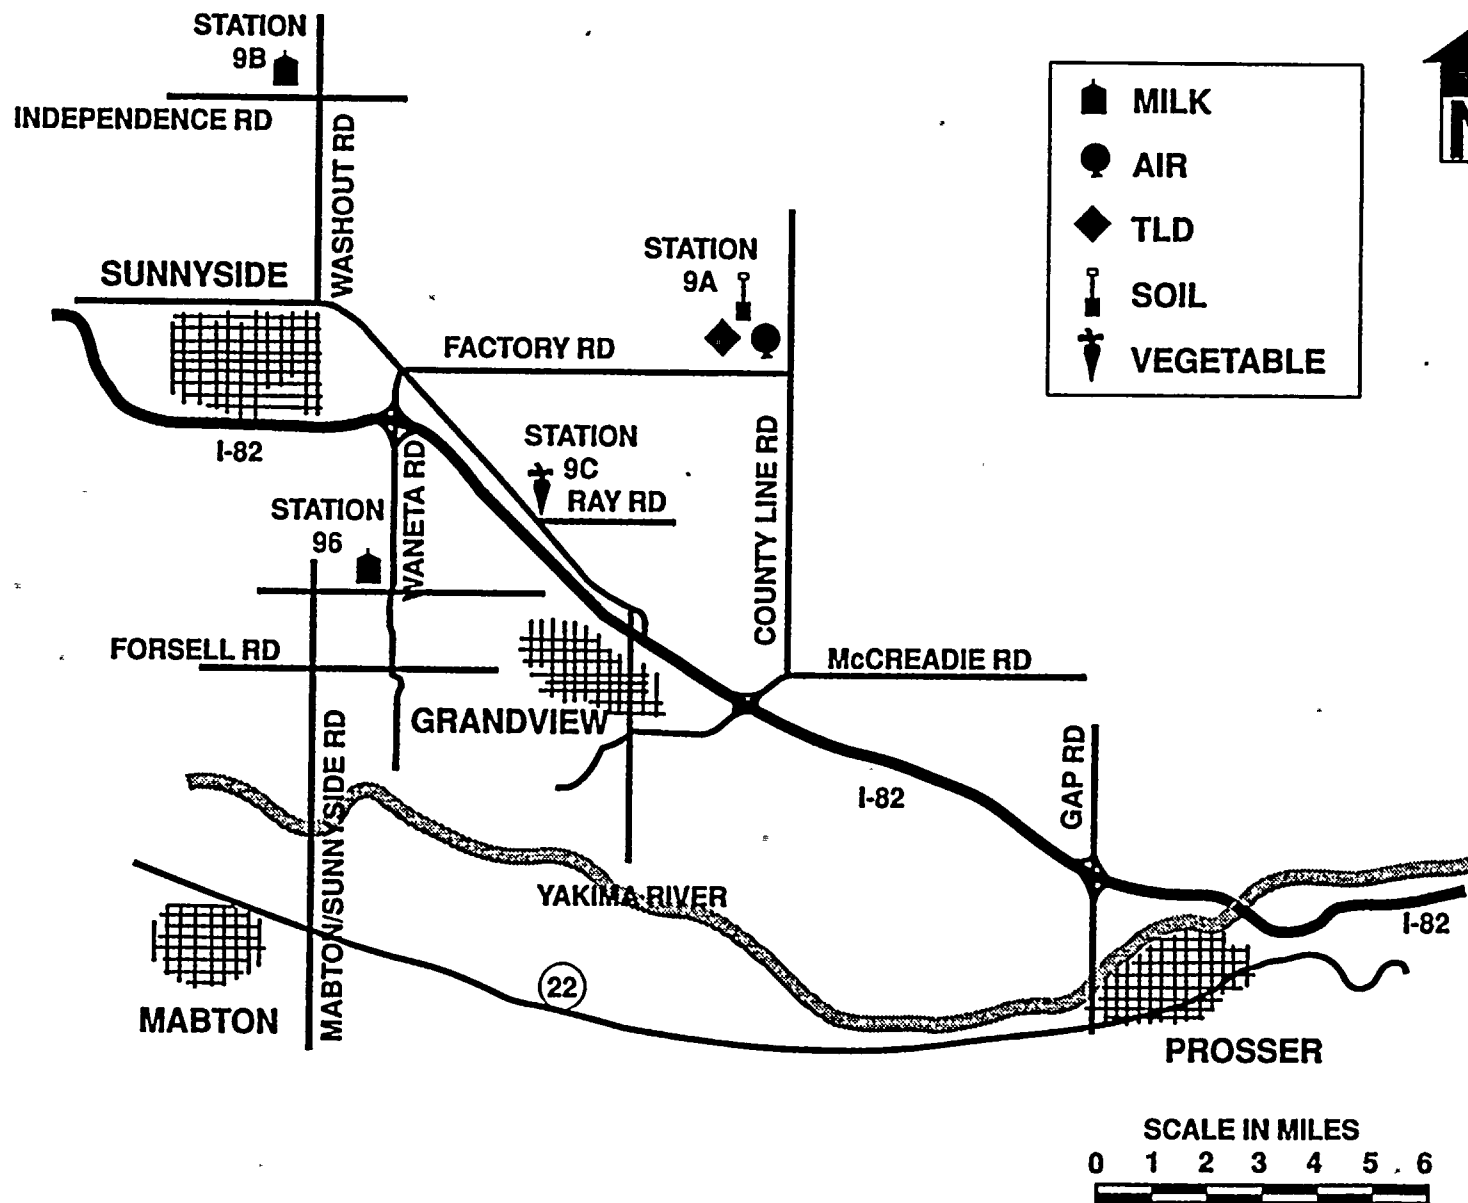 STATION
9B
INDEPENDENCE RD
WASHOUT RD
MILK
AIR
TLD
SOIL
VEGETABLE
N
SUNNYSIDE
STATION
9A
FACTORY RD
I-82
STATION
9C
RAY RD
WANETA RD
COUNTY LINE RD
STATION
96
FORSELL RD
McCREADIE RD
GRANDVIEW
MABTON/SUNNYSIDE RD
GAP RD
I-82
YAKIMA RIVER
I-82
22
MABTON
PROSSER
SCALE IN MILES
0 1 2 3 4 5 6